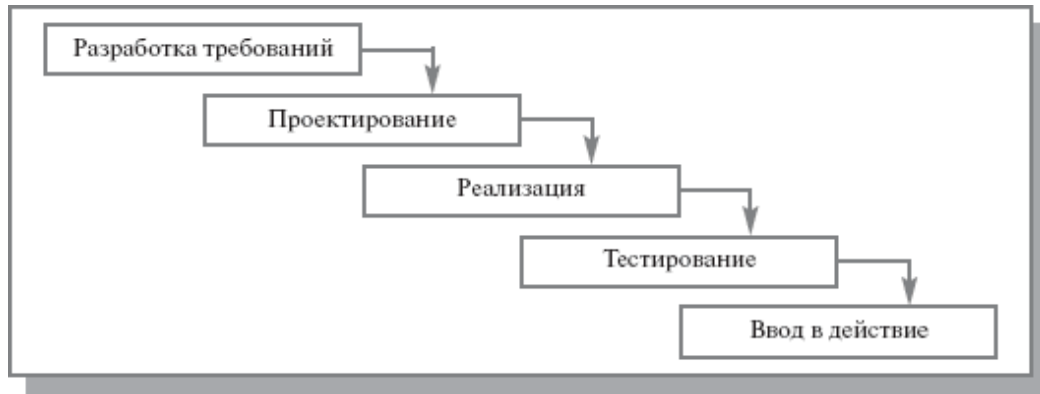 Разработка требований
Проектирование
Реализация
Тестирование
Ввод в действие